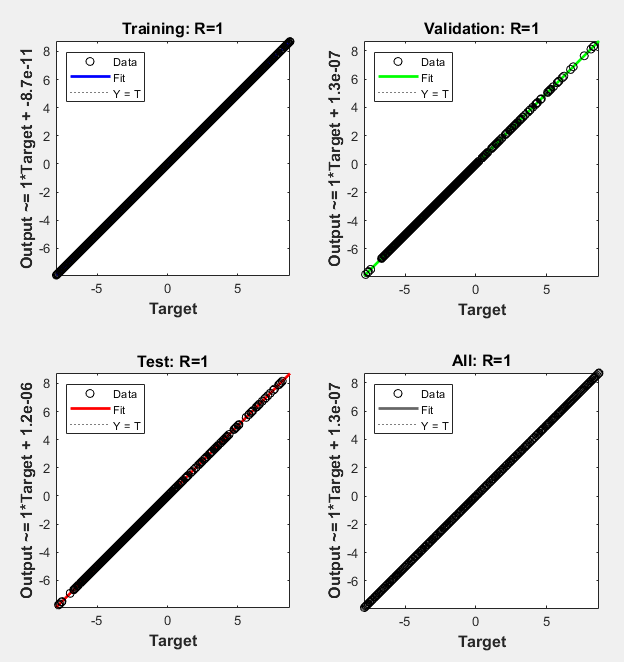 Training: R=1
Output ~= 1*Target + -8.7e-11
8
6
4
2
0
-2
-4
-6
Data
Fit
Y = T
-5
0
5
Target
Validation: R=1
Output ~= 1*Target + 1.3e-07
8
6
4
2
0
-2
-4
-6
Data
Fit
Y = T
-5
0
5
Target
Test: R=1
Output ~= 1*Target + 1.2e-06
8
6
4
2
0
-2
-4
-6
Data
Fit
Y = T
-5
0
5
Target
All: R=1
Output ~= 1*Target + 1.3e-07
8
6
4
2
0
-2
-4
-6
Data
Fit
Y = T
-5
0
5
Target